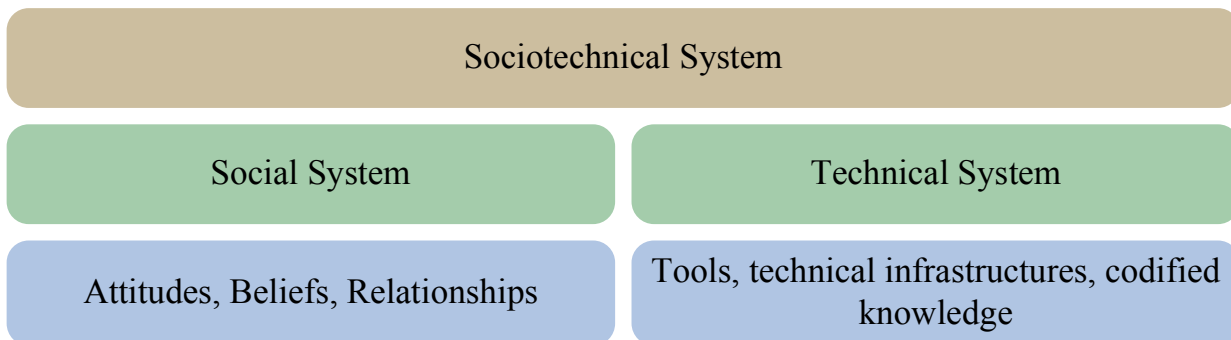 Sociotechnical System
Social System
Technical System
Attitudes, Beliefs, Relationships
Tools, technical infrastructures, codified
knowledge